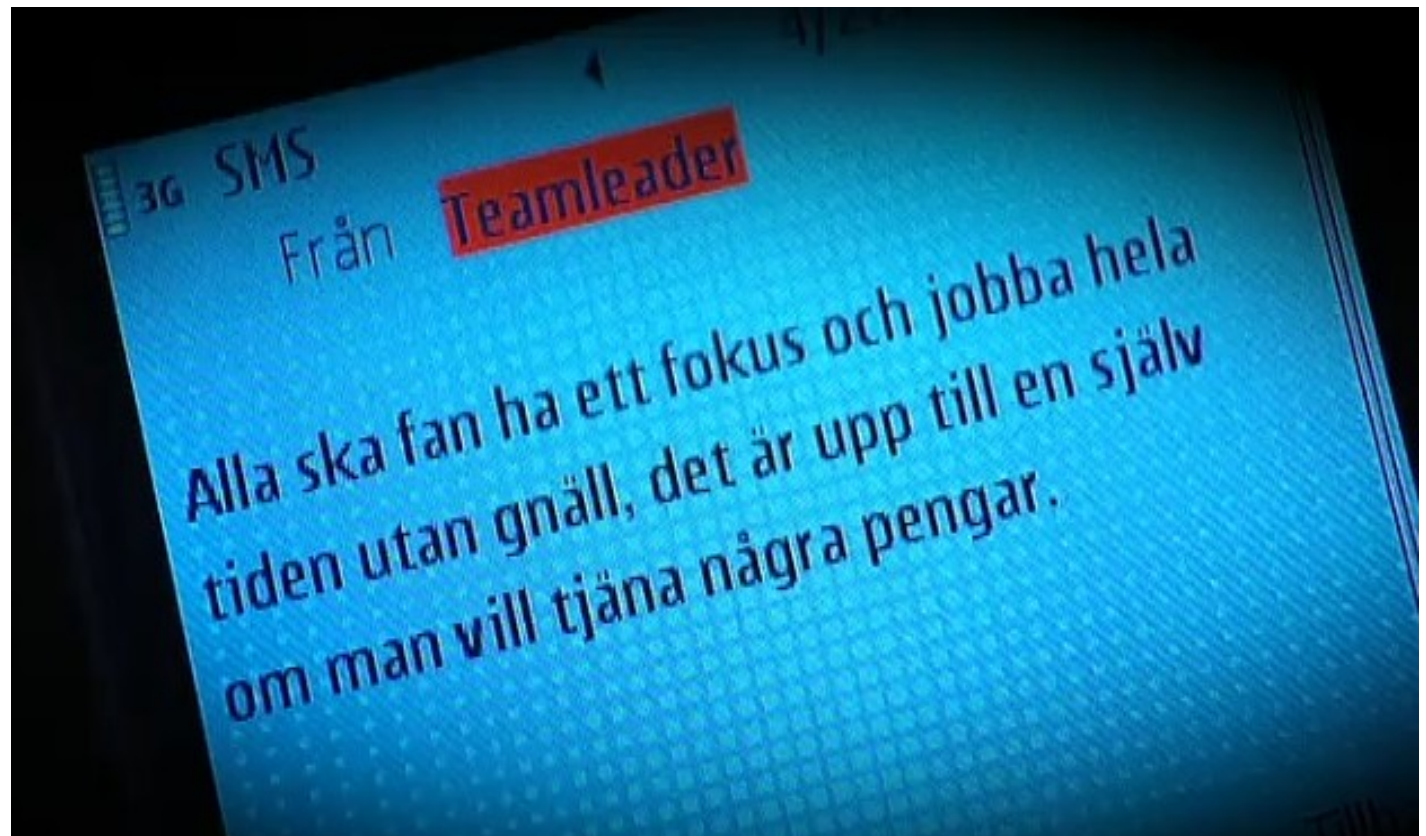 3G SMS
Från Teamleader
Alla ska fan ha ett fokus och jobba hela
tiden utan gnäll, det är upp till en själv
om man vill tjäna några pengar.